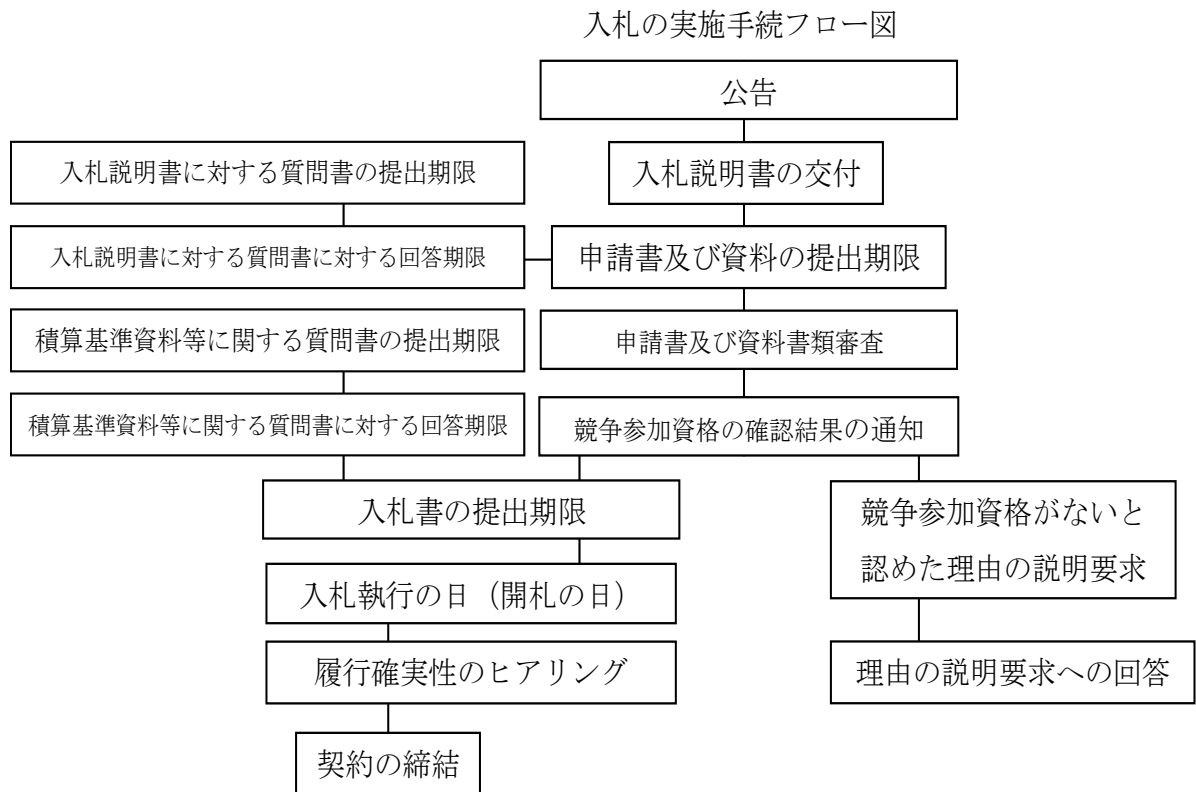 入札の実施手続フロー図
公告
入札説明書に対する質問書の提出期限
入札説明書の交付
入札説明書に対する質問書に対する回答期限
申請書及び資料の提出期限
積算基準資料等に関する質問書の提出期限
申請書及び資料書類審査
積算基準資料等に関する質問書に対する回答期限
競争参加資格の確認結果の通知
入札書の提出期限
競争参加資格がないと
認めた理由の説明要求
入札執行の日（開札の日）
履行確実性のヒアリング
理由の説明要求への回答
契約の締結